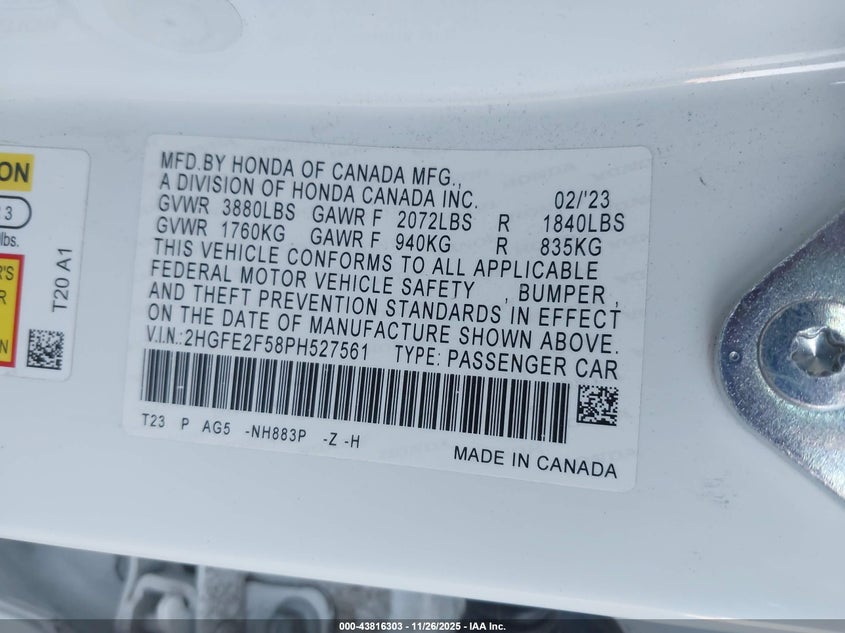 ON
13
lbs.
R'S
R
N
T20 A1
MFD.BY HONDA OF CANADA MFG.,
A DIVISION OF HONDA CANADA INC. 02/'23
GVWR 3880LBS GAWR F 2072LBS R 1840LBS
GVWR 1760KG GAWR F 940KG R 835KG
THIS VEHICLE CONFORMS TO ALL APPLICABLE
FEDERAL MOTOR VEHICLE SAFETY , BUMPER ,
AND THEFT PREVENTION STANDARDS IN EFFECT
ON THE DATE OF MANUFACTURE SHOWN ABOVE.
V.I.N.:2HGFE2F58PH527561 TYPE: PASSENGER CAR
T23 P AG5 -NH883P -Z -H
MADE IN CANADA
000-43816303 — 11/26/2025 — IAA Inc.